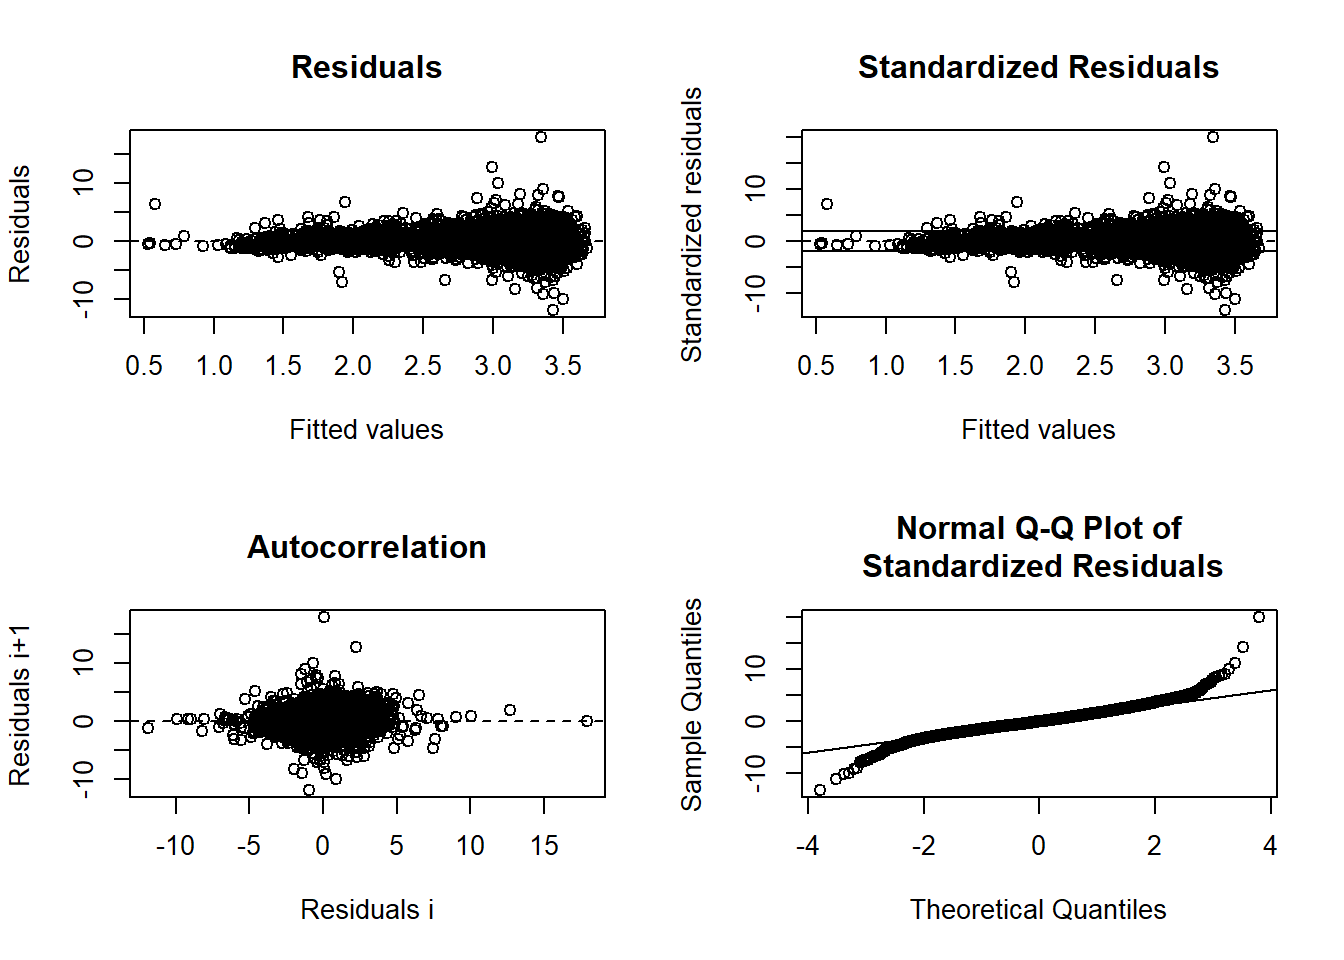 Residuals
Residuals
10
0
-10
0.5 1.0 1.5 2.0 2.5 3.0 3.5
Fitted values
Standardized Residuals
Standardized residuals
10
0
-10
0.5 1.0 1.5 2.0 2.5 3.0 3.5
Fitted values
Autocorrelation
Residuals i+1
10
0
-10
-10 -5 0 5 10 15
Residuals i
Normal Q-Q Plot of
Standardized Residuals
Sample Quantiles
10
0
-10
-4 -2 0 2 4
Theoretical Quantiles